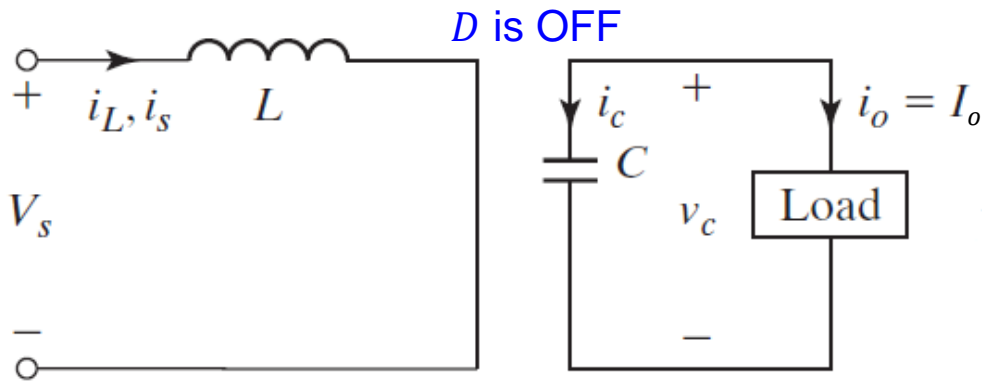 D is OFF
+
i_L, i_s
L
i_c
+
i_o = I_o
C
V_s
v_c
Load
−
−